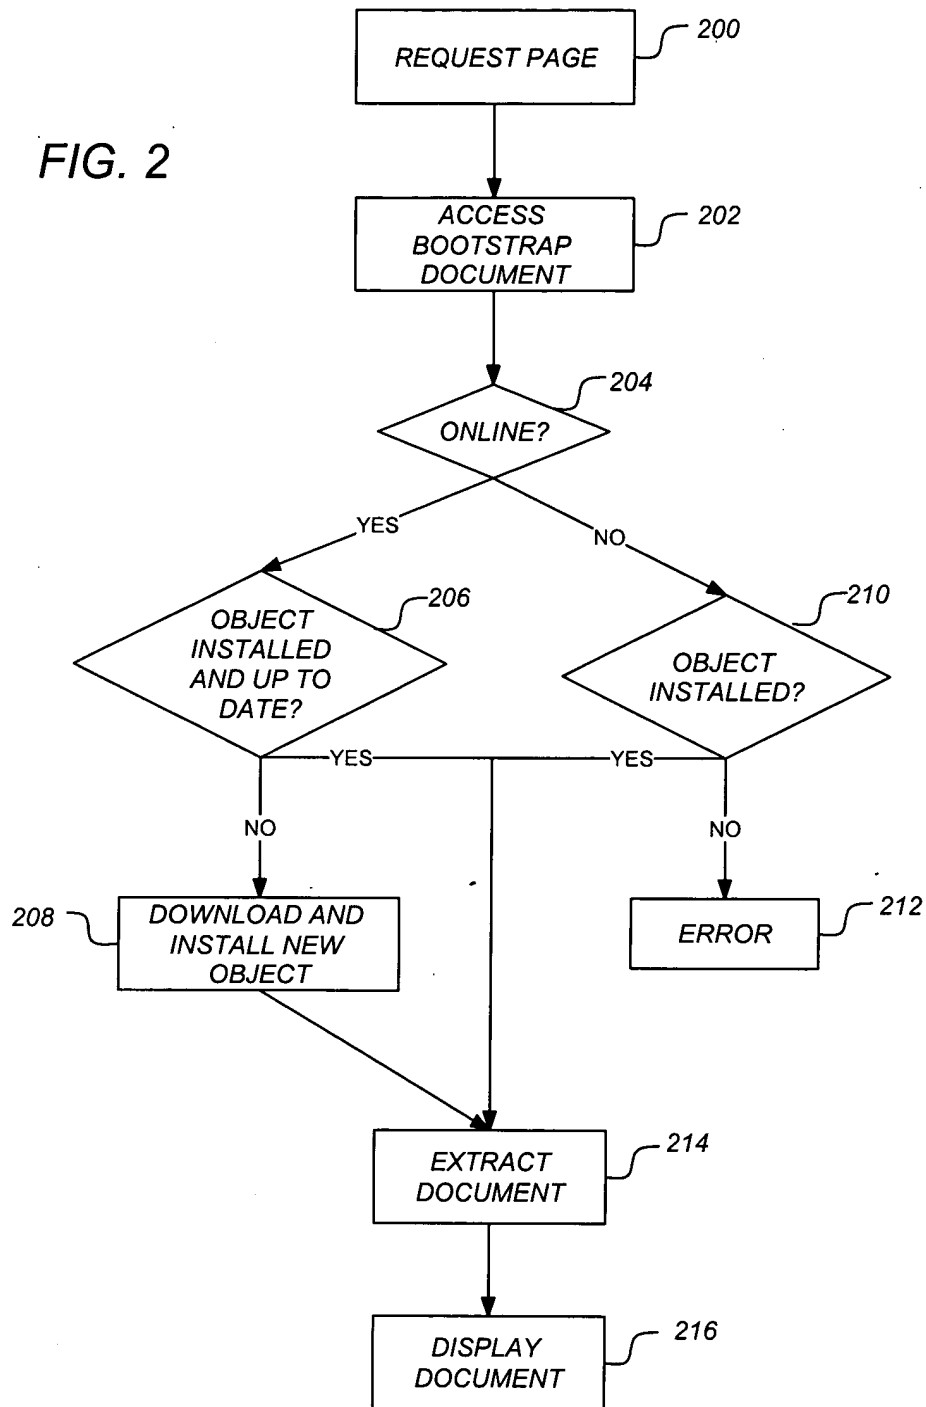 REQUEST PAGE
200
FIG. 2
ACCESS
BOOTSTRAP
DOCUMENT
202
204
ONLINE?
YES
NO
206
OBJECT
INSTALLED
AND UP TO
DATE?
210
OBJECT
INSTALLED?
YES
YES
NO
NO
208
DOWNLOAD AND
INSTALL NEW
OBJECT
ERROR
212
EXTRACT
DOCUMENT
214
DISPLAY
DOCUMENT
216